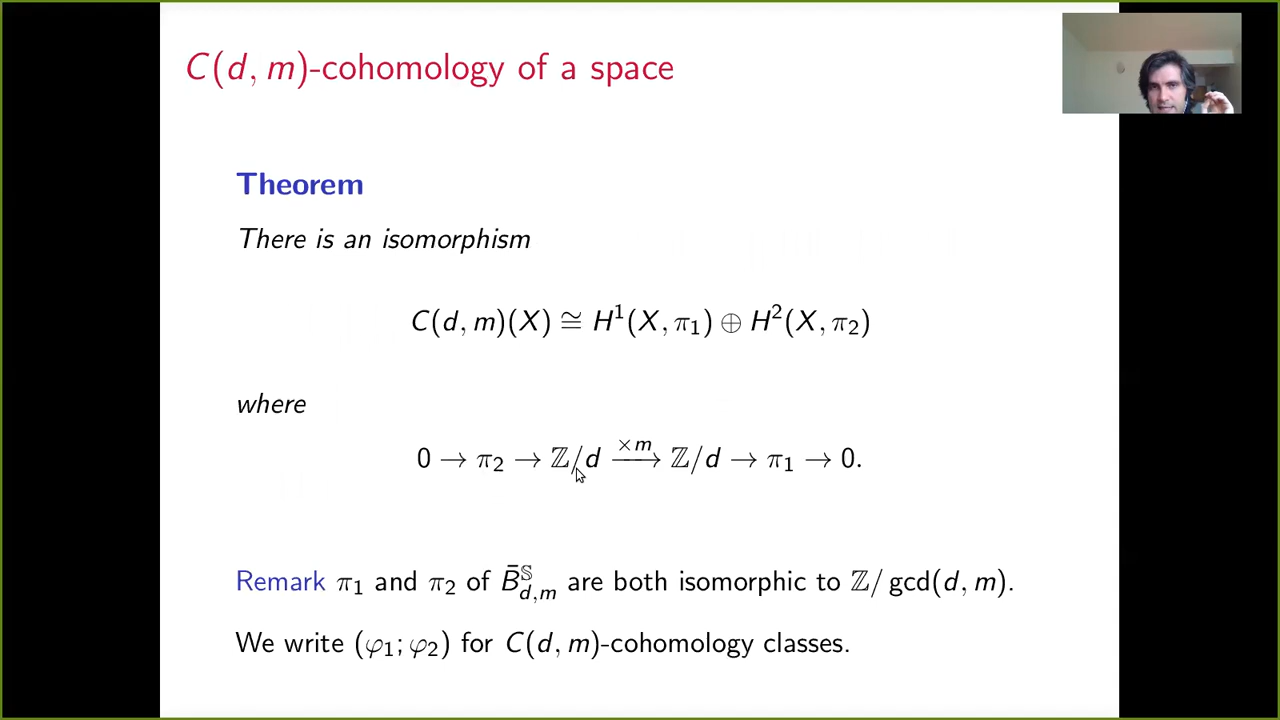 C(d, m)-cohomology of a space
Theorem
There is an isomorphism
C(d, m)(X) ≅ H¹(X, π₁) ⊕ H²(X, π₂)
where
0 → π₂ → ℤ/d —×m→ ℤ/d → π₁ → 0.
Remark π₁ and π₂ of B̄^𝕊_{d,m} are both isomorphic to ℤ/ gcd(d, m).
We write (φ₁; φ₂) for C(d, m)-cohomology classes.